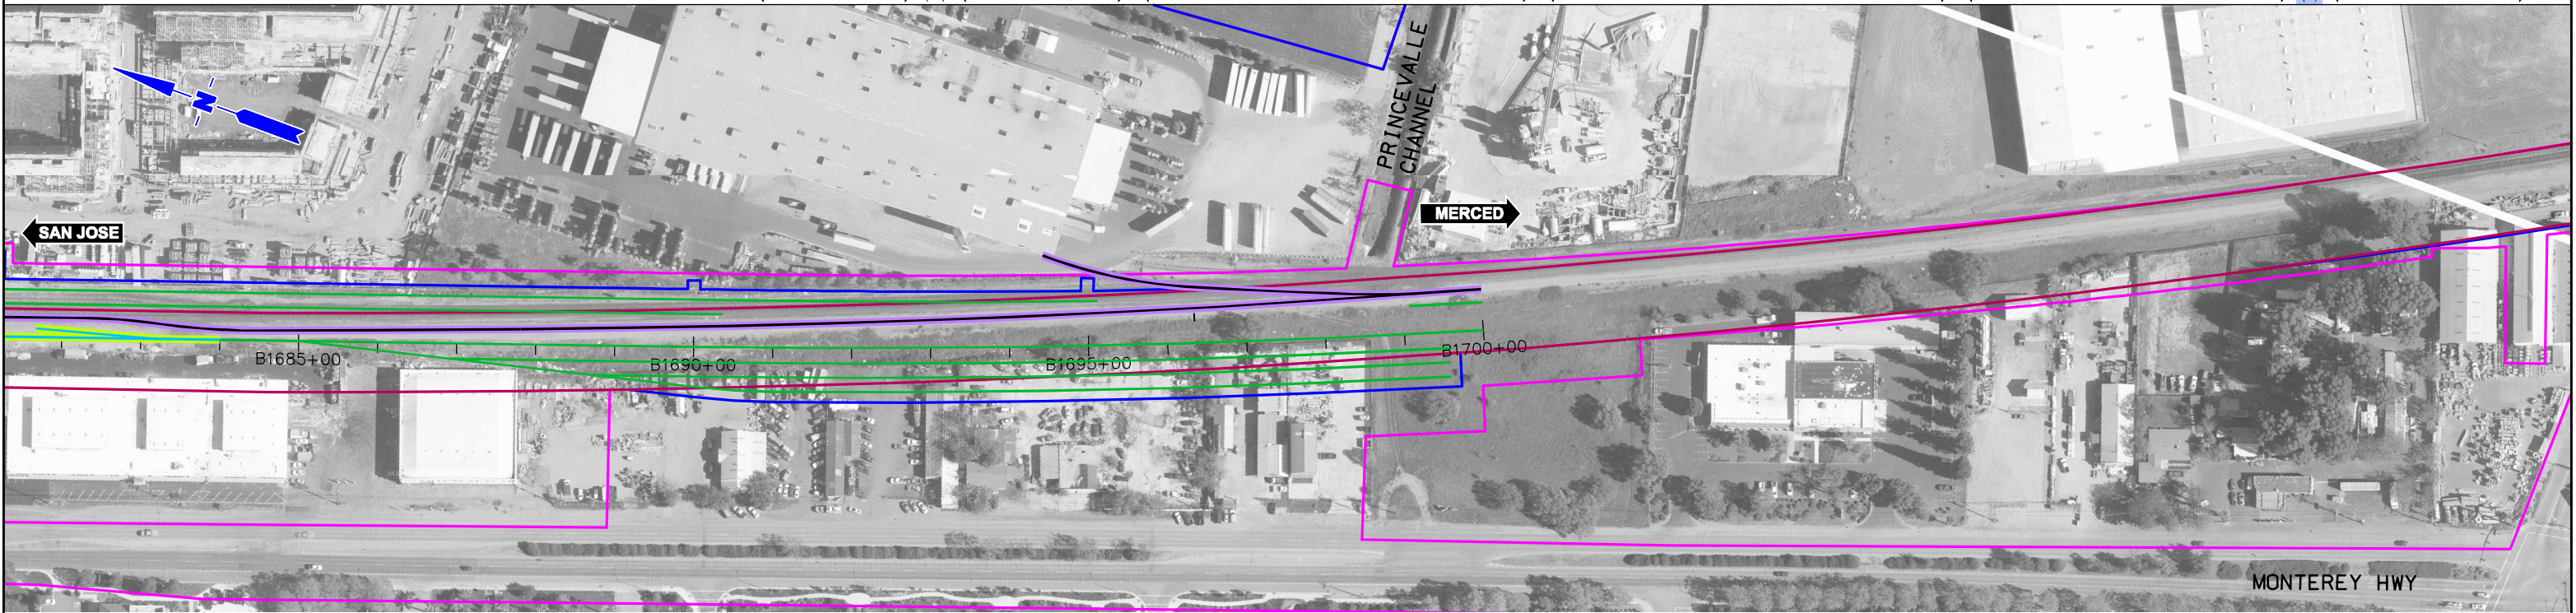 PRINCEVALLE
CHANNEL
N
SAN JOSE
MERCED
B1685+00
B1690+00
B1695+00
B1700+00
MONTEREY HWY